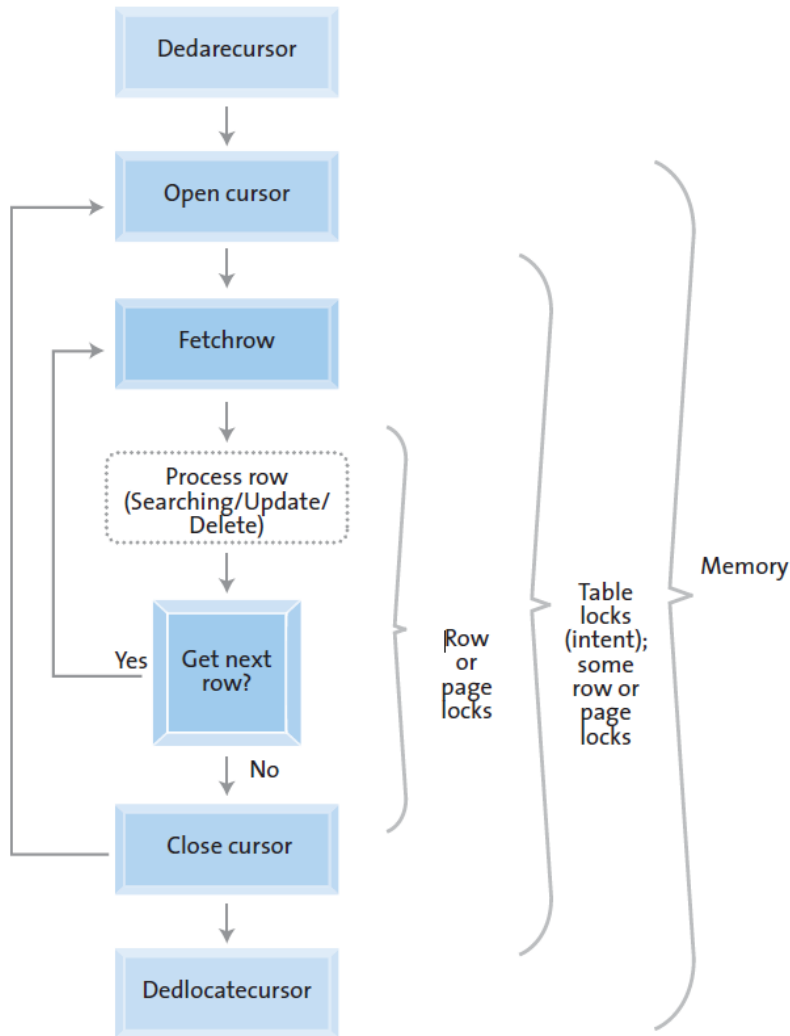 Dedarecursor
Open cursor
Fetchrow
Process row
(Searching/Update/
Delete)
Yes
Get next
row?
No
Close cursor
Dedlocatecursor
Row
or
page
locks
Table
locks
(intent);
some
row or
page
locks
Memory